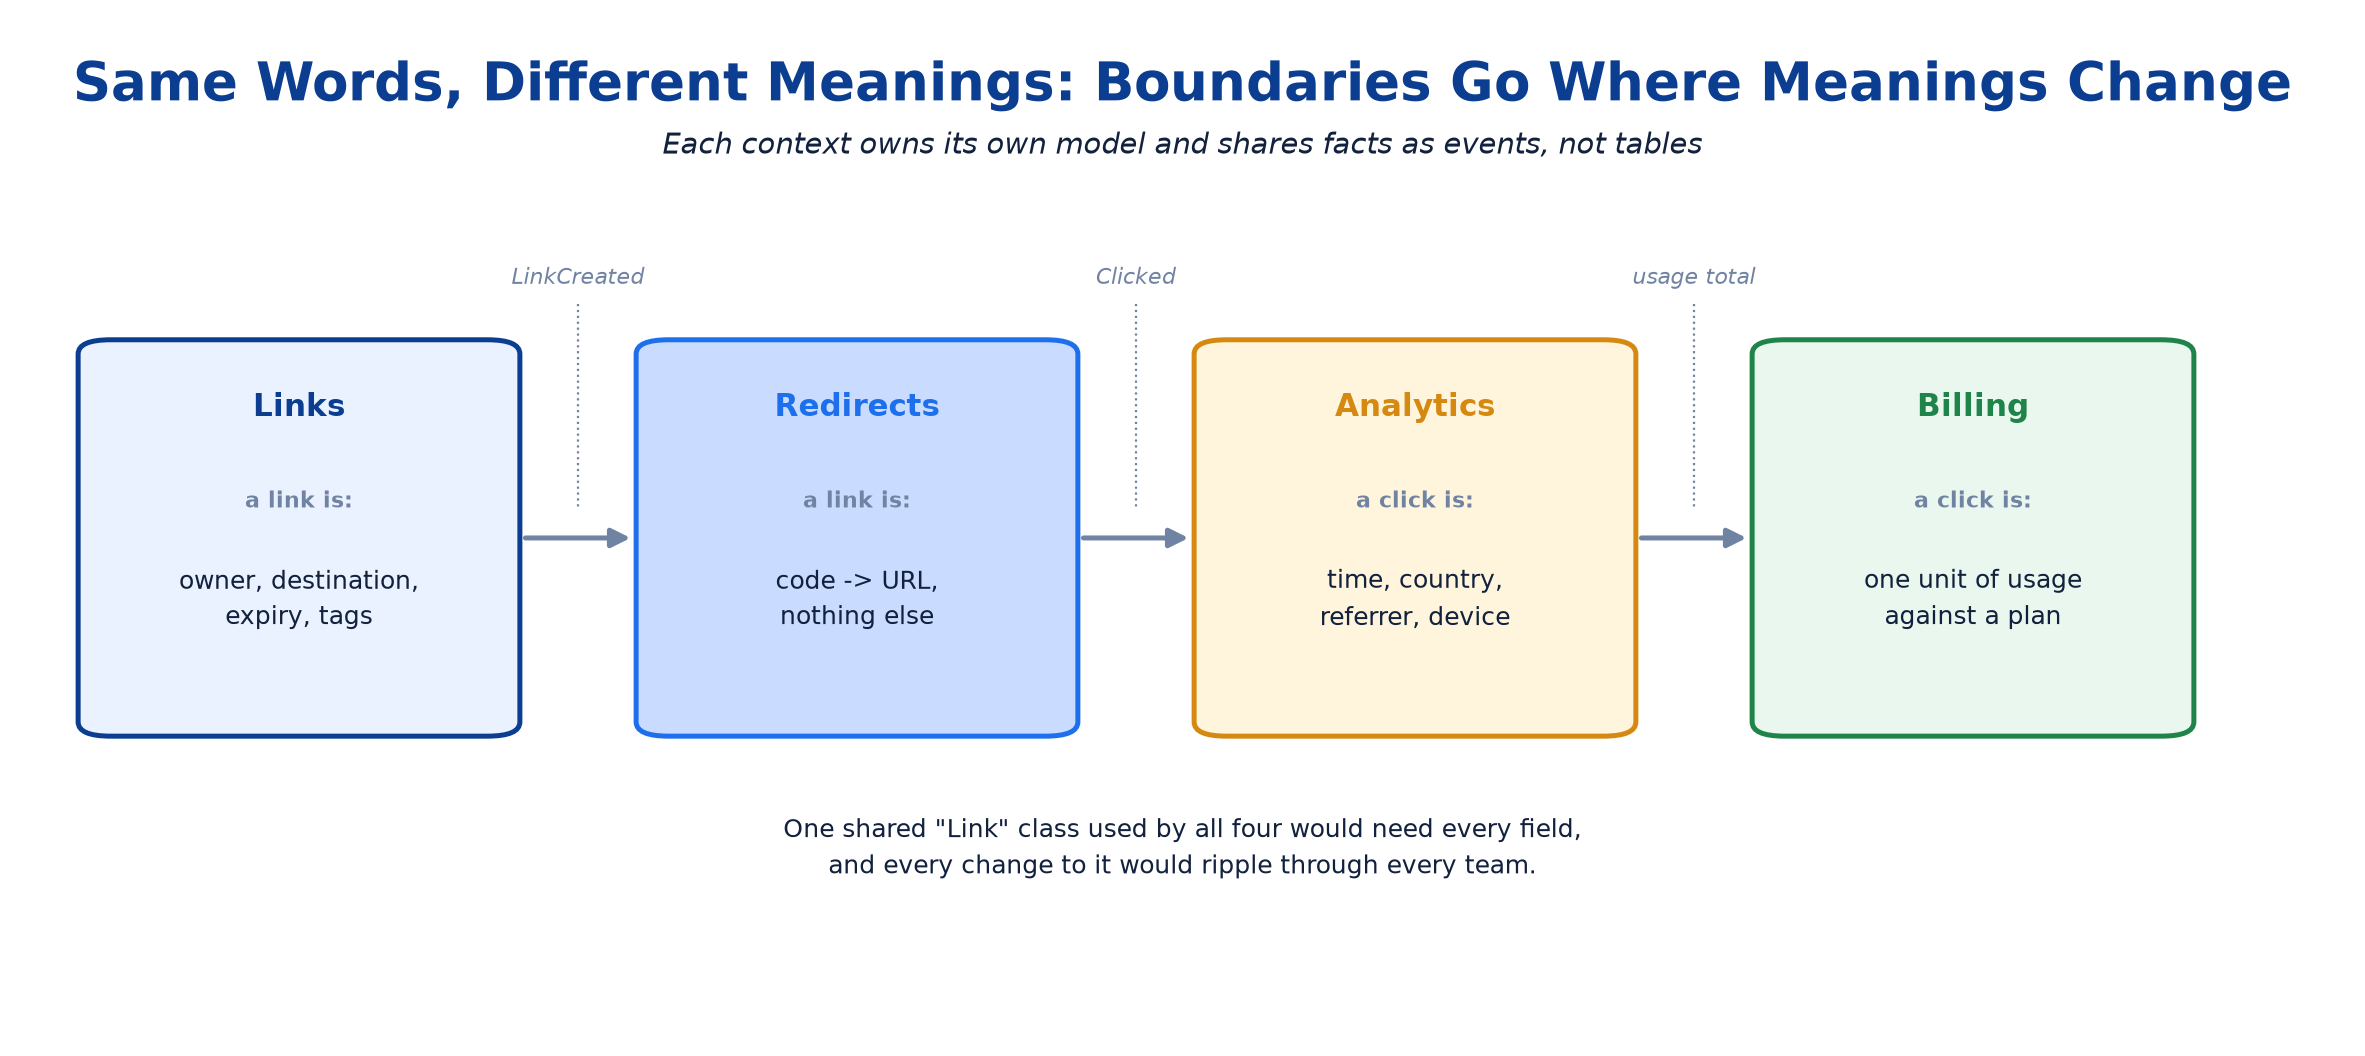 Same Words, Different Meanings: Boundaries Go Where Meanings Change
Each context owns its own model and shares facts as events, not tables
LinkCreated
Clicked
usage total
Links
a link is:
owner, destination,
expiry, tags
Redirects
a link is:
code -> URL,
nothing else
Analytics
a click is:
time, country,
referrer, device
Billing
a click is:
one unit of usage
against a plan
One shared "Link" class used by all four would need every field,
and every change to it would ripple through every team.